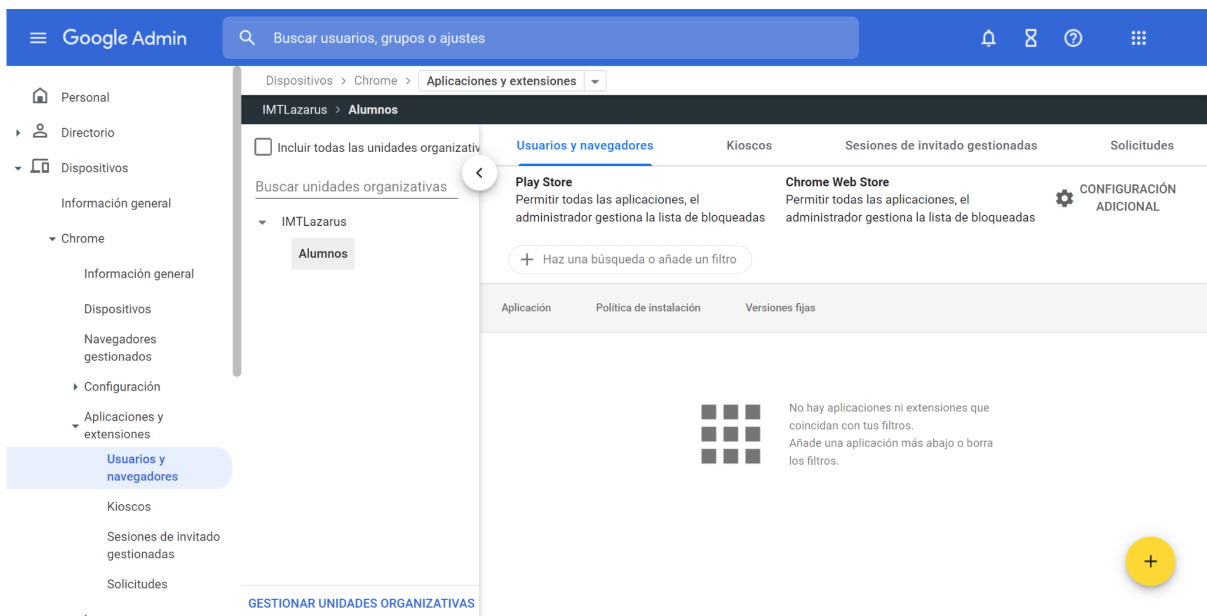 Google Admin
Buscar usuarios, grupos o ajustes
Personal
Directorio
Dispositivos
Información general
Chrome
Información general
Dispositivos
Navegadores
gestionados
Configuración
Aplicaciones y
extensiones
Usuarios y
navegadores
Kioscos
Sesiones de invitado
gestionadas
Solicitudes
Dispositivos > Chrome > Aplicaciones y extensiones
IMTLazarus > Alumnos
Incluir todas las unidades organizativ
Buscar unidades organizativas
IMTLazarus
Alumnos
GESTIONAR UNIDADES ORGANIZATIVAS
Usuarios y navegadores
Kioscos
Sesiones de invitado gestionadas
Solicitudes
Play Store
Permitir todas las aplicaciones, el
administrador gestiona la lista de bloqueadas
Chrome Web Store
Permitir todas las aplicaciones, el
administrador gestiona la lista de bloqueadas
CONFIGURACIÓN
ADICIONAL
+ Haz una búsqueda o añade un filtro
Aplicación
Política de instalación
Versiones fijas
No hay aplicaciones ni extensiones que
coincidan con tus filtros.
Añade una aplicación más abajo o borra
los filtros.
+